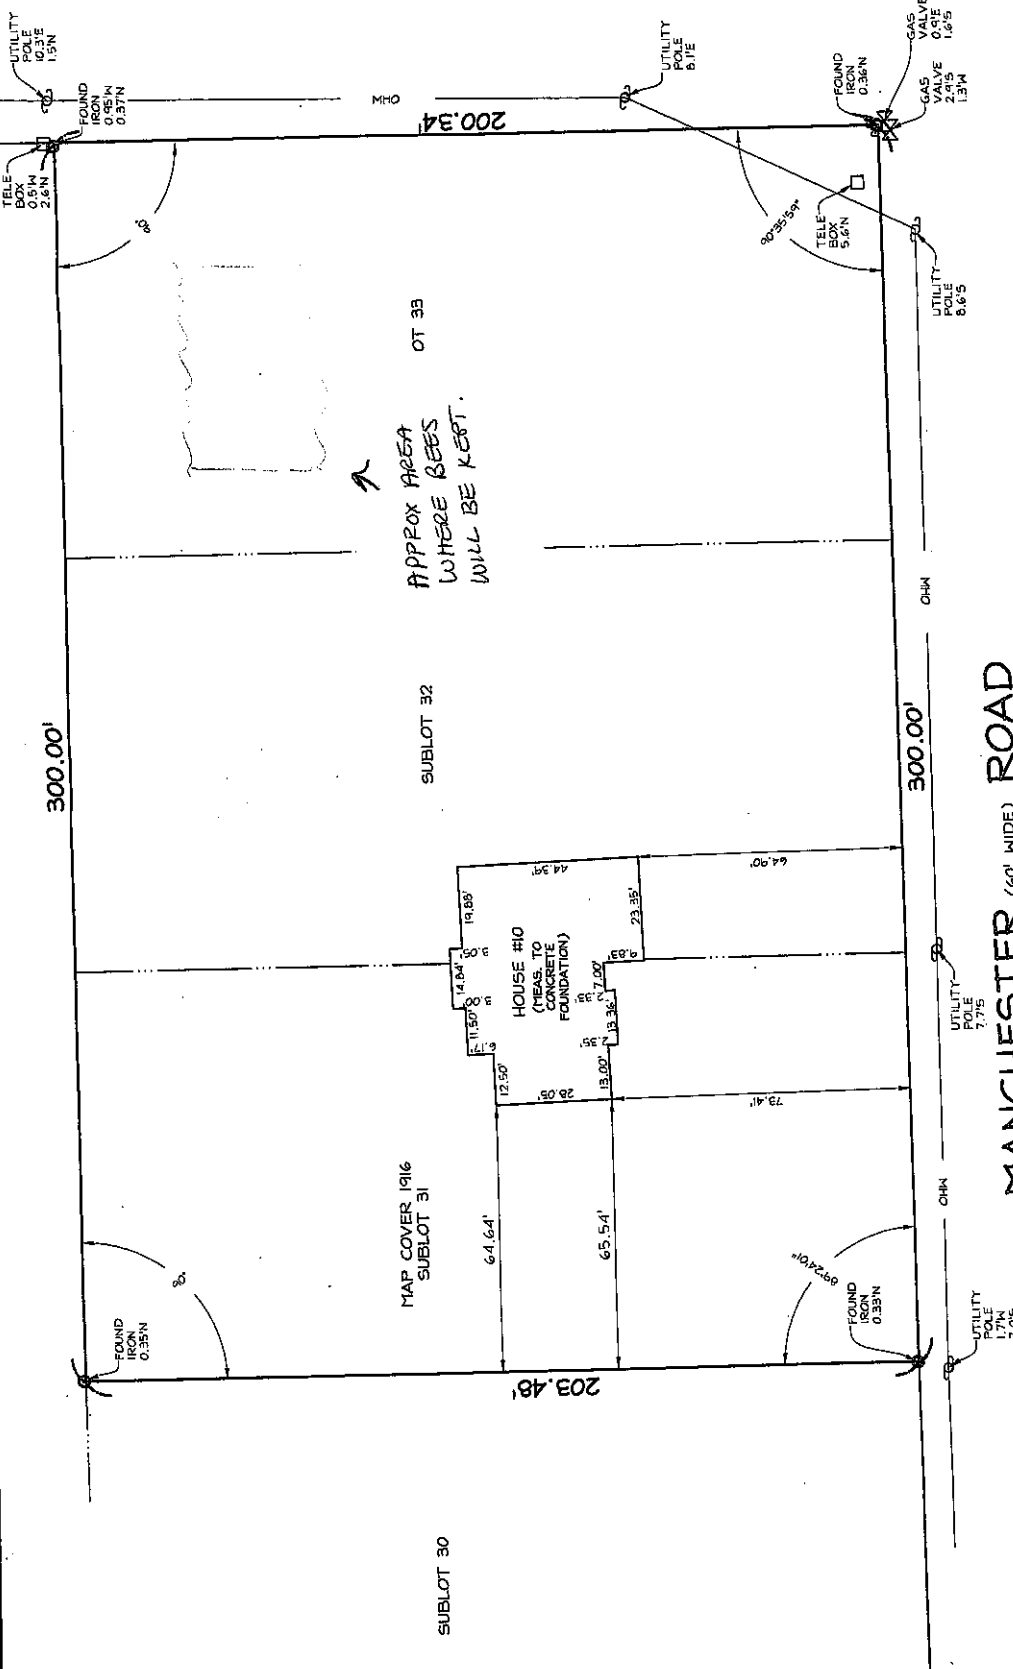 UTILITY
POLE
10.3'E
1.5'N
TELE
BOX
0.5'W
2.6'N
FOUND
IRON
0.95'W
0.37'N
OHW
UTILITY
POLE
8.1'E
FOUND
IRON
0.36'N
GAS
VALVE
0.9'E
1.6'S
GAS
VALVE
2.9'S
1.3'W
200.34'
90°
90°35'59"
TELE
BOX
5.6'N
UTILITY
POLE
8.6'S
OT 33
APPROX AREA
WHERE BEES
WILL BE KEPT.
300.00'
SUBLOT 32
OHW
300.00'
MANCHESTER (60' WIDE) ROAD
HOUSE #10
(MEAS. TO
CONCRETE
FOUNDATION)
19.88'
44.39'
64.90'
23.35'
3.05'
14.84'
9.83'
7.00'
11.50'
13.36'
6.17'
2.35'
12.50'
13.00'
28.05'
73.41'
UTILITY
POLE
7.7'S
MAP COVER 1916
SUBLOT 31
64.64'
65.54'
OHW
90°
89°24'01"
FOUND
IRON
0.35'N
FOUND
IRON
0.33'N
UTILITY
POLE
1.7'W
203.48'
SUBLOT 30